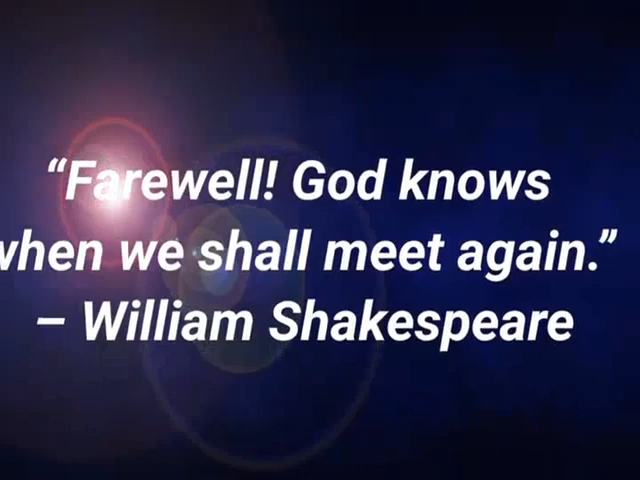 “Farewell! God knows
when we shall meet again.”
– William Shakespeare